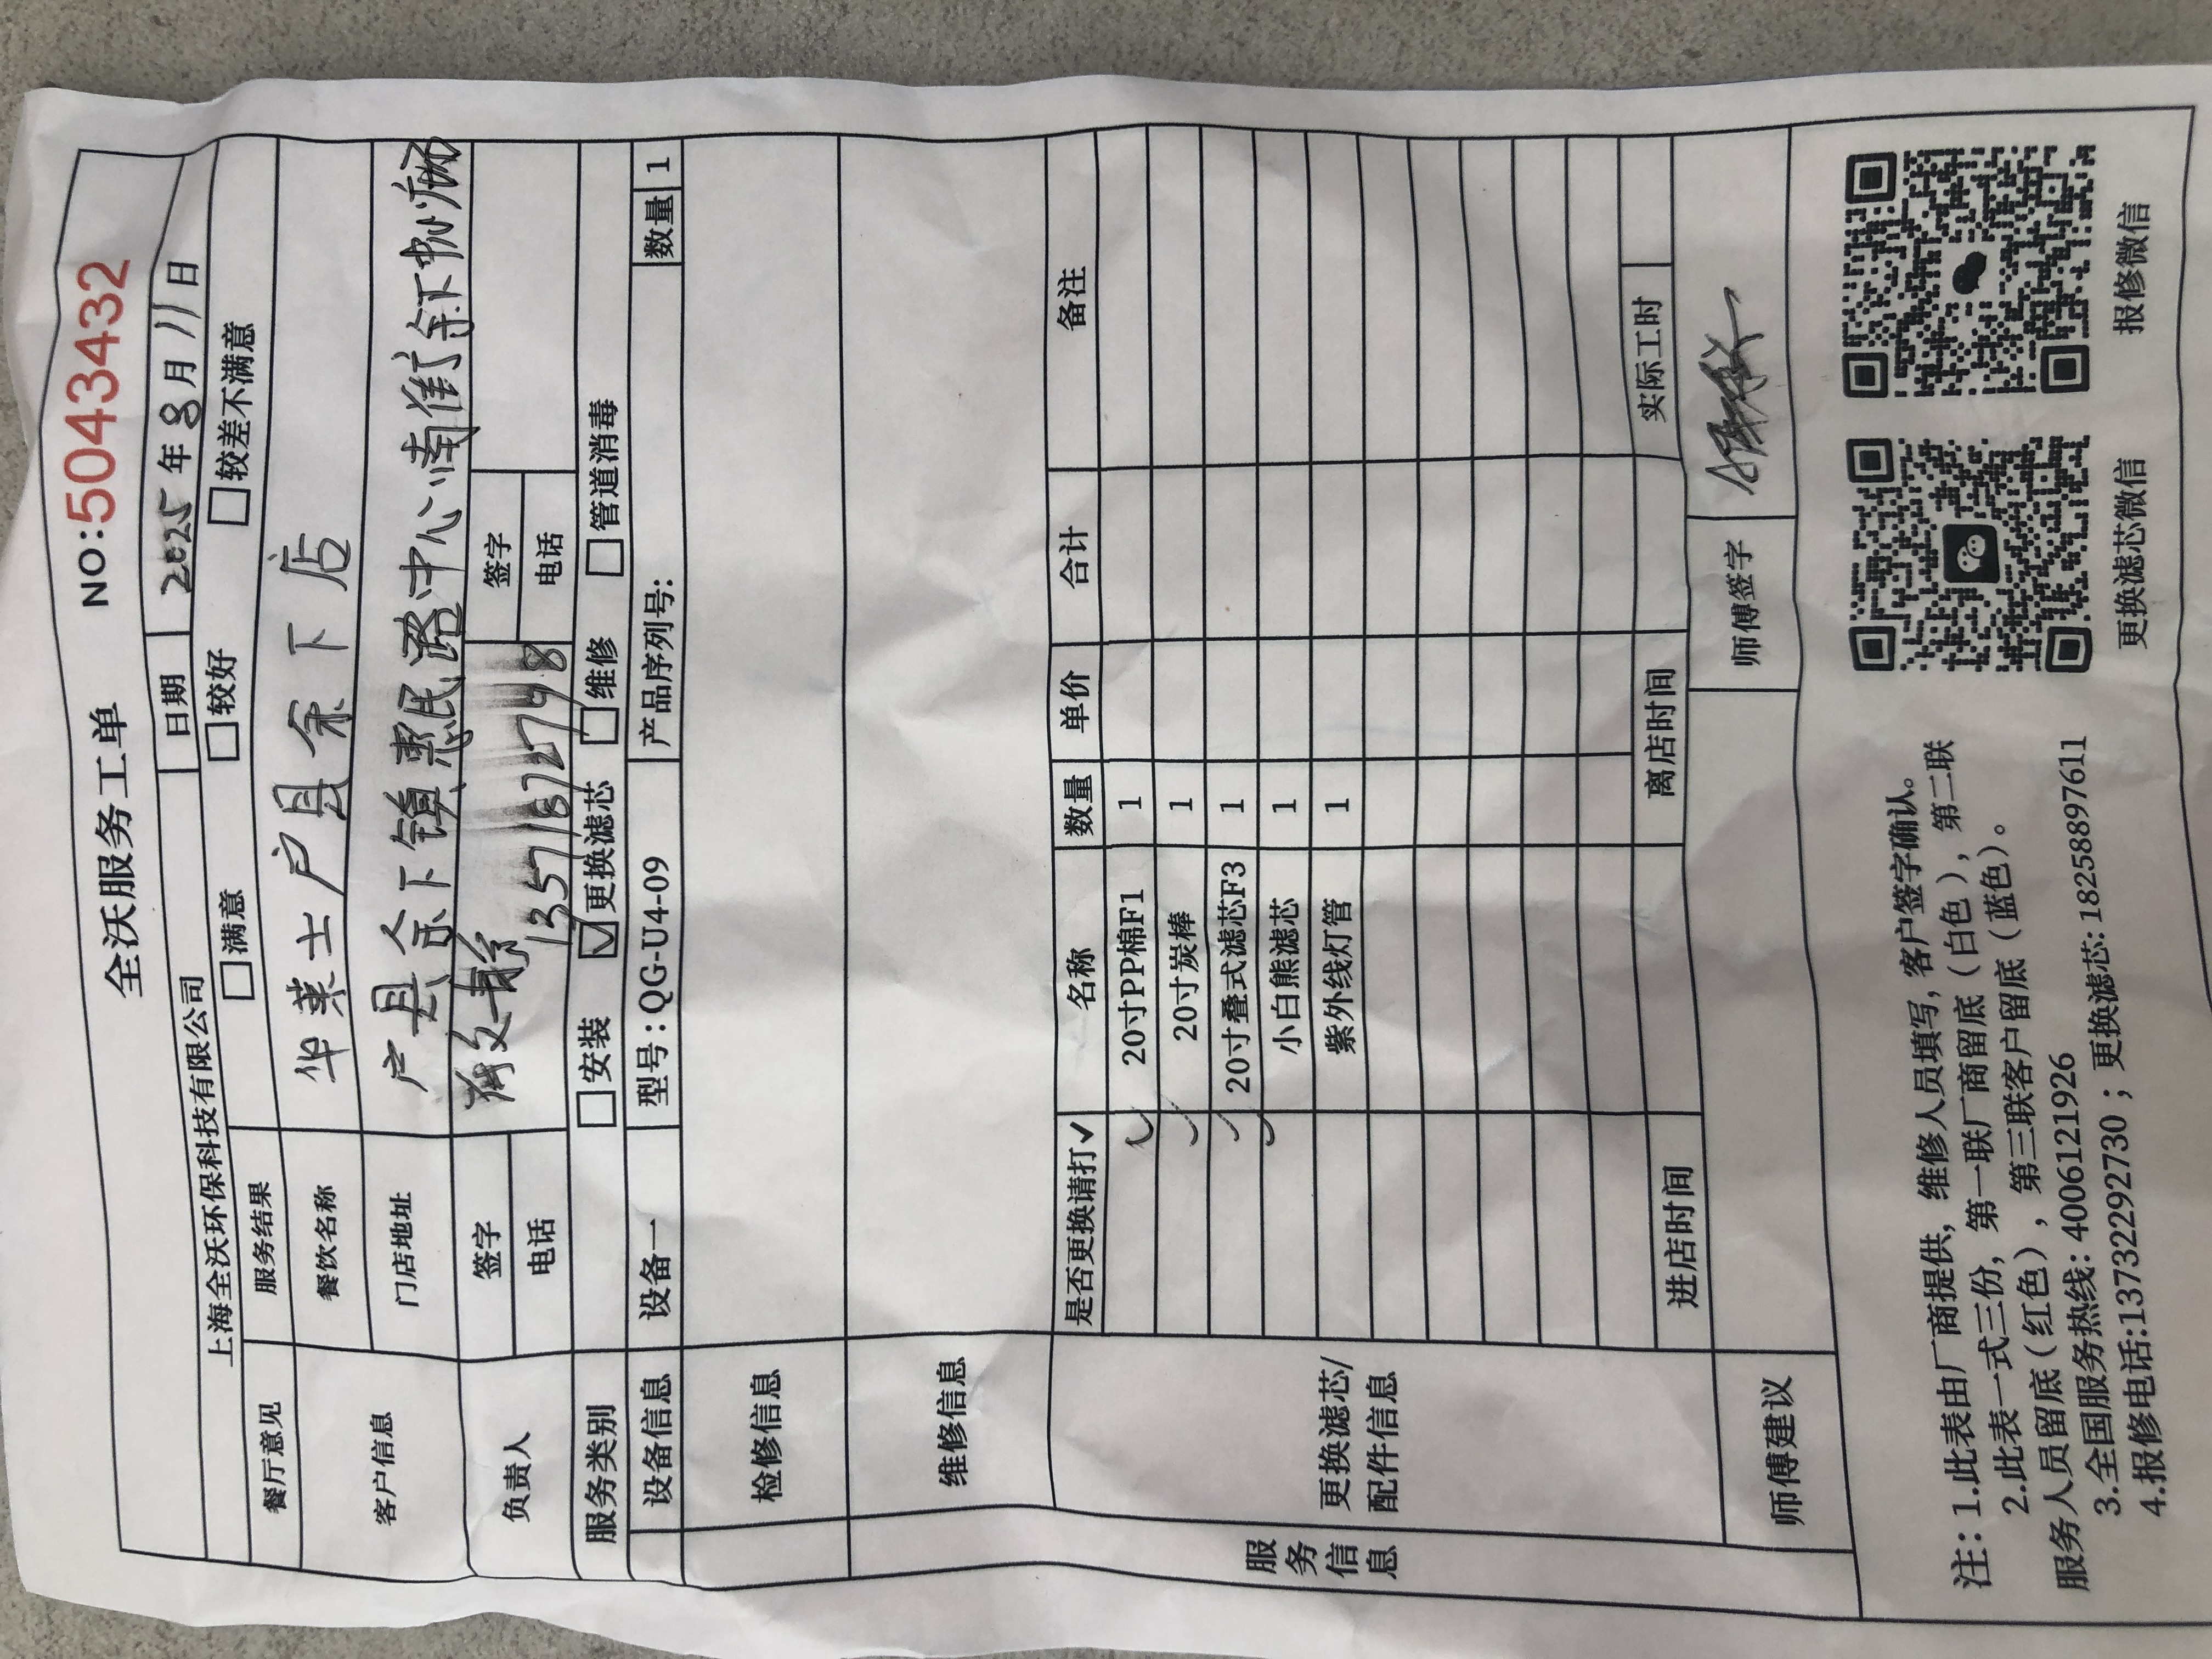 全沃服务工单 NO:5043432
上海全沃环保科技有限公司 日期 2025年8月11日
餐厅意见 服务结果 □满意 □较好 □较差不满意
客户信息 餐饮名称 华莱士户县余下店
门店地址 户县余下镇惠民路中心南街余下
负责人 签字 签字
电话 13571872798 电话
服务类别 □安装 ☑更换滤芯 □维修 □管道消毒
设备信息 设备一 型号:QG-U4-09 产品序列号: 数量 1
检修信息
维修信息
服务信息
更换滤芯/配件信息
是否更换请打✓ 名称 数量 单价 合计 备注
✓ 20寸PP棉F1 1
✓ 20寸炭棒 1
✓ 20寸叠式滤芯F3 1
✓ 小白熊滤芯 1
紫外线灯管 1
进店时间 离店时间 实际工时
师傅建议 师傅签字
注:1.此表由厂商提供,维修人员填写,客户签字确认。
2.此表一式三份,第一联厂商留底(白色),第二联
服务人员留底(红色),第三联客户留底(蓝色)。
3.全国服务热线:4006121926
4.报修电话:13732292730;更换滤芯:18258897611
更换滤芯微信 报修微信